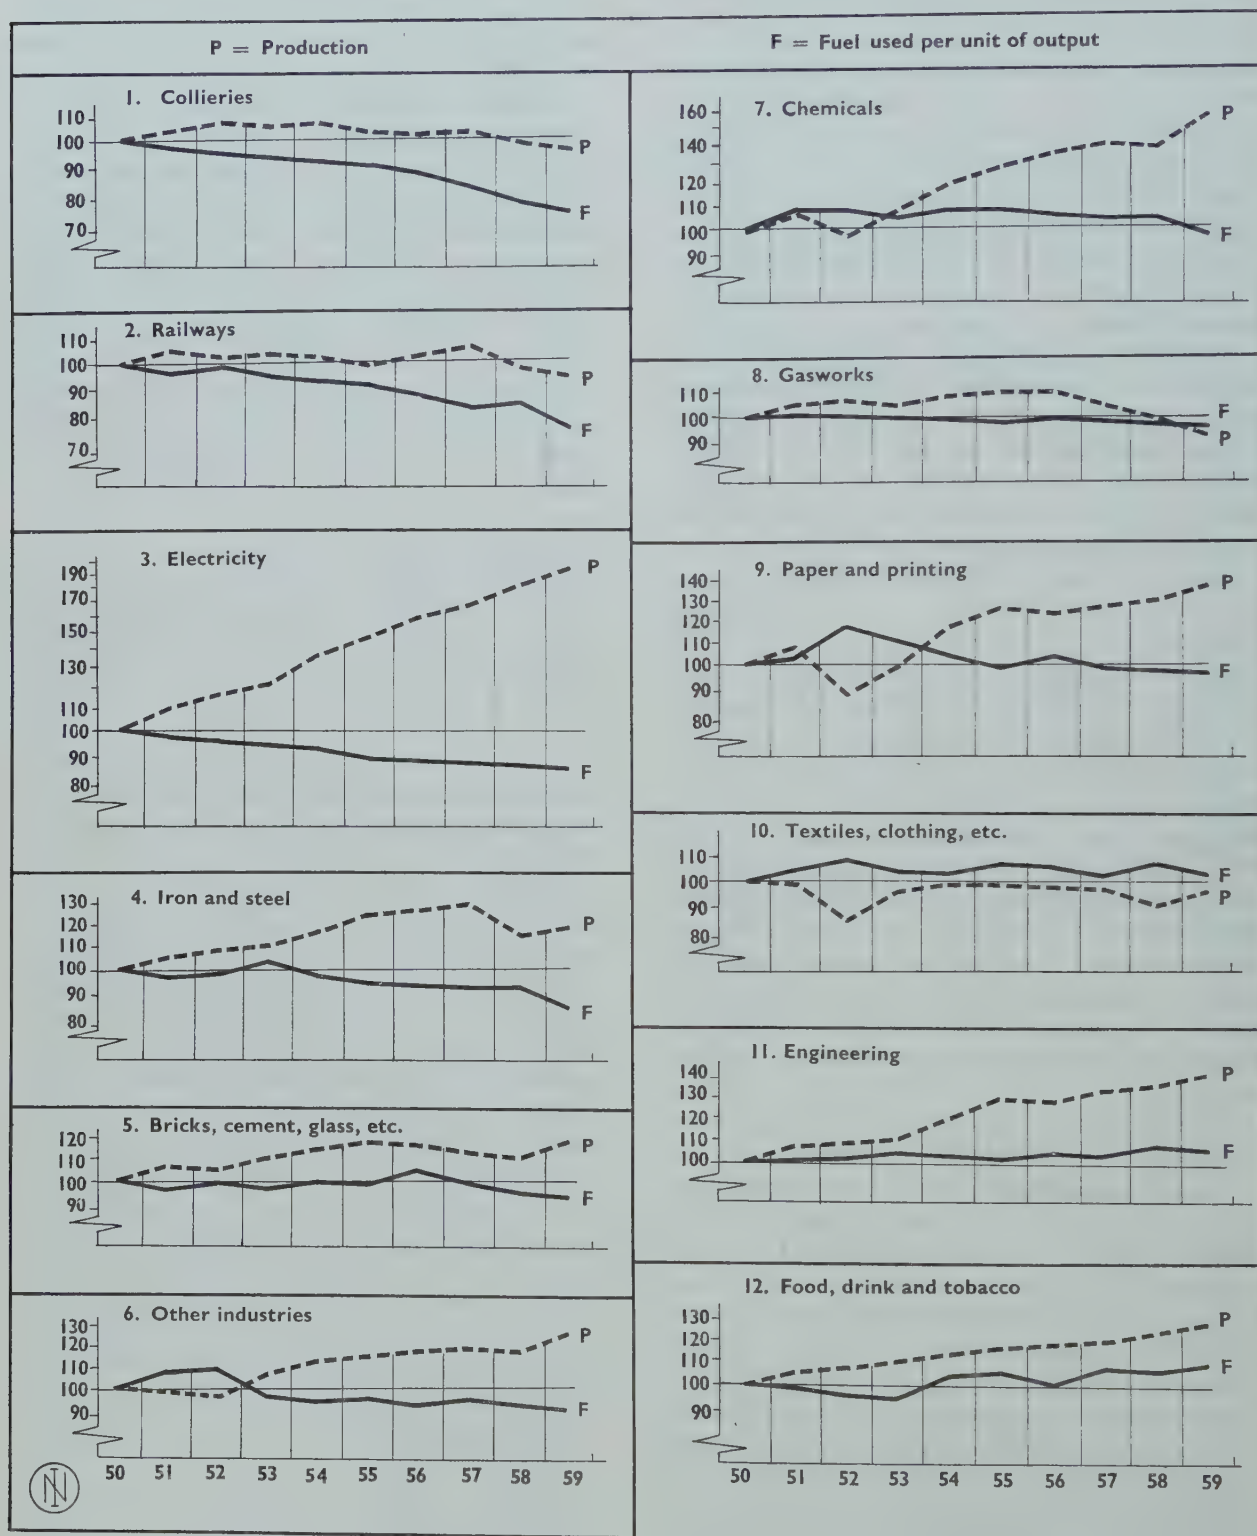 P = Production
F = Fuel used per unit of output
1. Collieries
110
100
90
80
70
P
F
2. Railways
110
100
90
80
70
P
F
3. Electricity
190
170
150
130
110
100
90
80
P
F
4. Iron and steel
130
120
110
100
90
80
P
F
5. Bricks, cement, glass, etc.
120
110
100
90
P
F
6. Other industries
130
120
110
100
90
P
F
50 51 52 53 54 55 56 57 58 59
7. Chemicals
160
140
120
110
100
90
P
F
8. Gasworks
110
100
90
F
P
9. Paper and printing
140
130
120
110
100
90
80
P
F
10. Textiles, clothing, etc.
110
100
90
80
F
P
11. Engineering
140
130
120
110
100
P
F
12. Food, drink and tobacco
130
120
110
100
90
P
F
50 51 52 53 54 55 56 57 58 59